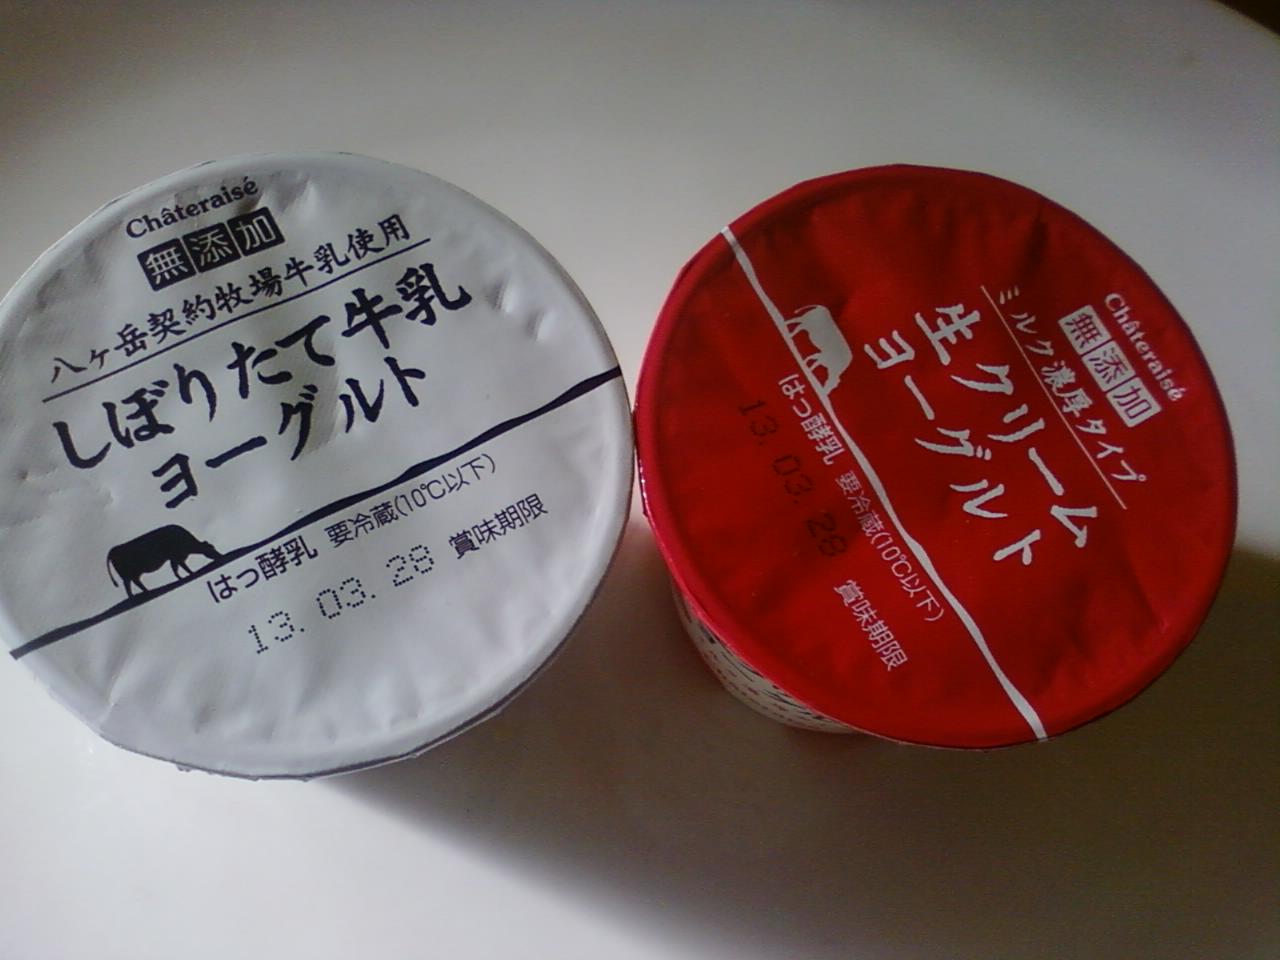 Châteraisé
無添加
八ヶ岳契約牧場牛乳使用
しぼりたて牛乳
ヨーグルト
はっ酵乳 要冷蔵(10℃以下)
13.03.28 賞味期限
Châteraisé
無添加
ミルク濃厚タイプ
生クリーム
ヨーグルト
はっ酵乳 要冷蔵(10℃以下)
13.03.28 賞味期限